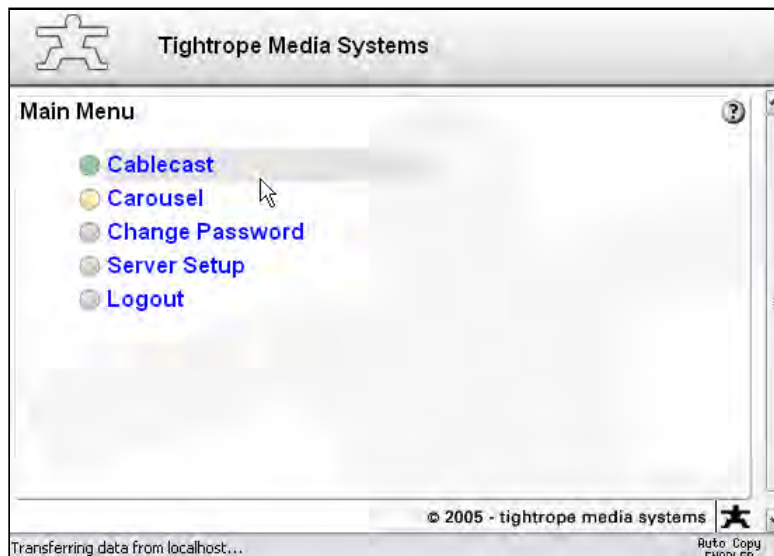 Tightrope Media Systems
Main Menu
?
Cablecast
Carousel
Change Password
Server Setup
Logout
© 2005 - tightrope media systems
Transferring data from localhost...
Auto Copy
ENABLED